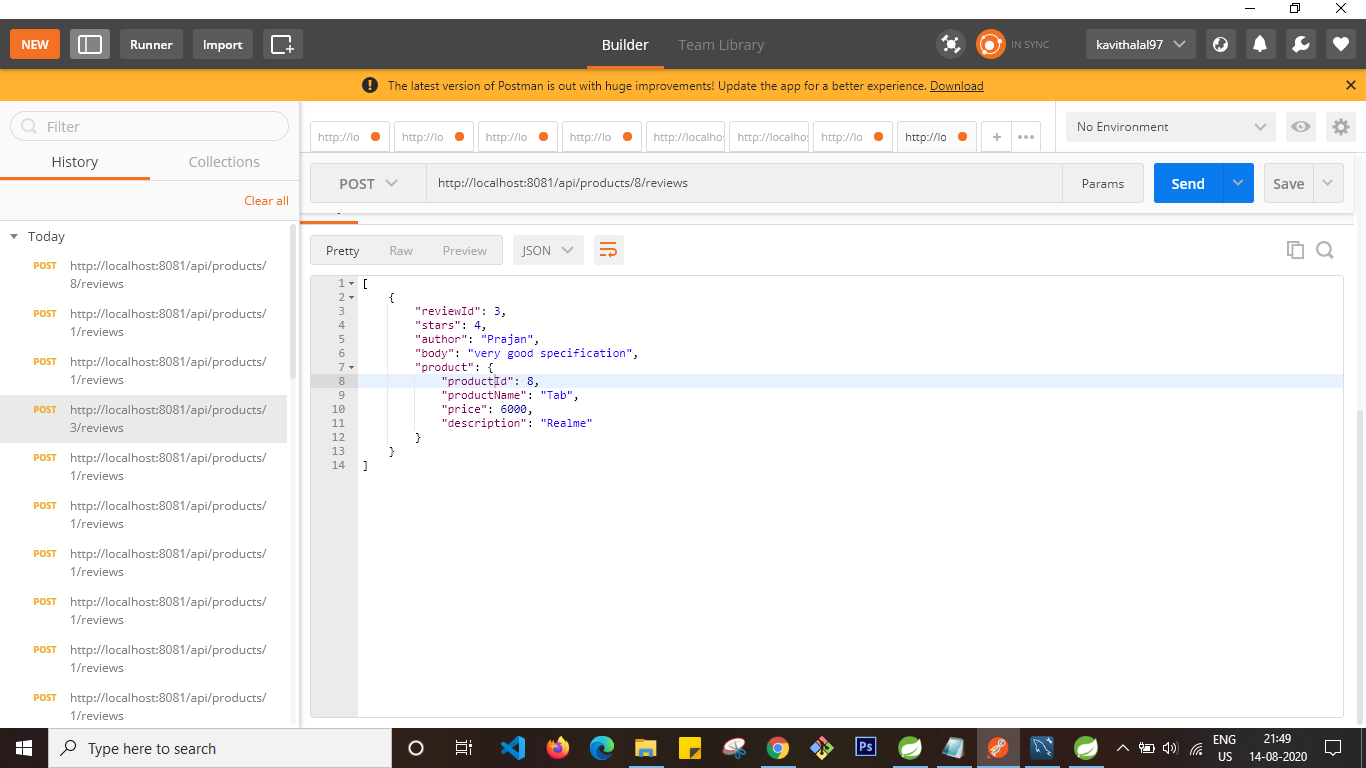 NEW
Runner
Import
Builder
Team Library
IN SYNC
kavithalal97
The latest version of Postman is out with huge improvements! Update the app for a better experience. Download
Filter
History
Collections
Clear all
Today
POST http://localhost:8081/api/products/
8/reviews
POST http://localhost:8081/api/products/
1/reviews
POST http://localhost:8081/api/products/
1/reviews
POST http://localhost:8081/api/products/
3/reviews
POST http://localhost:8081/api/products/
1/reviews
POST http://localhost:8081/api/products/
1/reviews
POST http://localhost:8081/api/products/
1/reviews
POST http://localhost:8081/api/products/
1/reviews
POST http://localhost:8081/api/products/
1/reviews
POST http://localhost:8081/api/products/
1/reviews
http://lo http://lo http://lo http://lo http://localhos http://localhos http://lo http://lo + •••
No Environment
POST http://localhost:8081/api/products/8/reviews Params Send Save
Pretty Raw Preview JSON
1 [
2 {
3 "reviewId": 3,
4 "stars": 4,
5 "author": "Prajan",
6 "body": "very good specification",
7 "product": {
8 "productId": 8,
9 "productName": "Tab",
10 "price": 6000,
11 "description": "Realme"
12 }
13 }
14 ]
Type here to search
Ps
ENG
US
21:49
14-08-2020